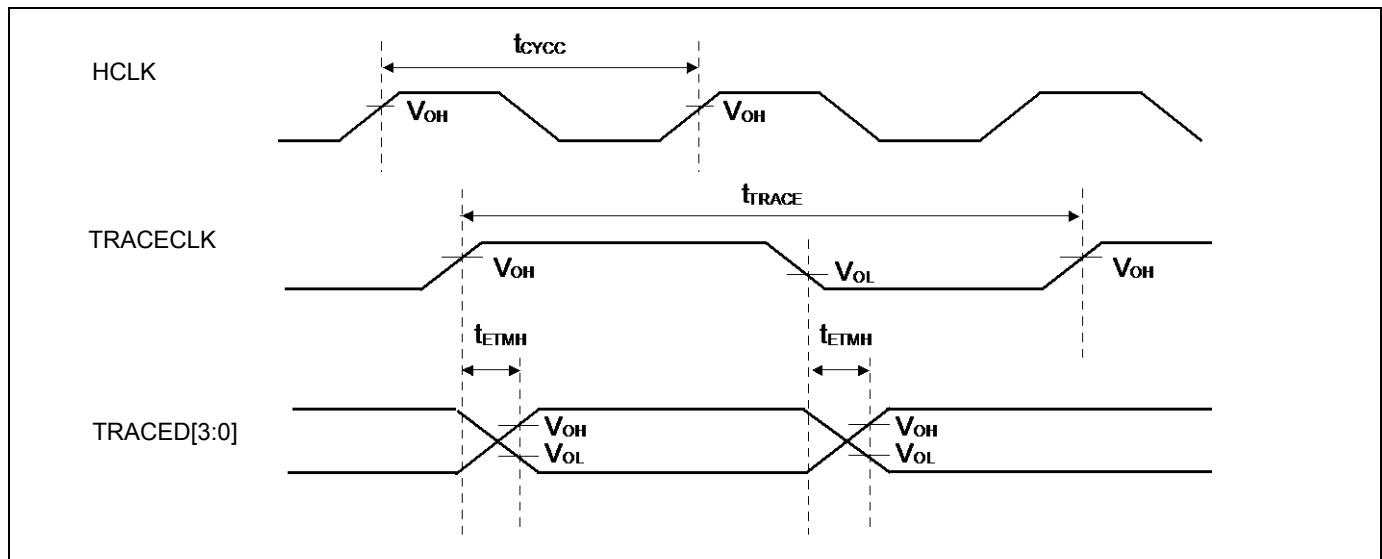 tCYCC
HCLK
VOH
VOH
tTRACE
TRACECLK
VOH
VOL
VOH
tETMH
tETMH
TRACED[3:0]
VOH
VOH
VOL
VOL